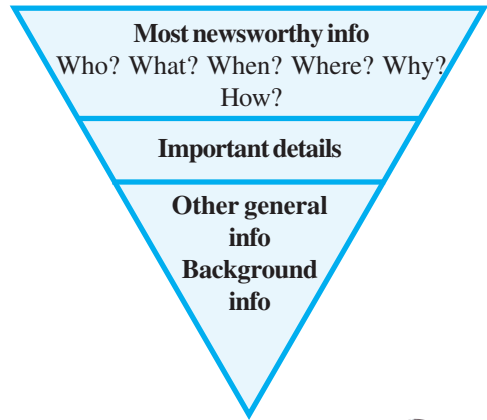 Most newsworthy info
Who? What? When? Where? Why?
How?
Important details
Other general
info
Background
info